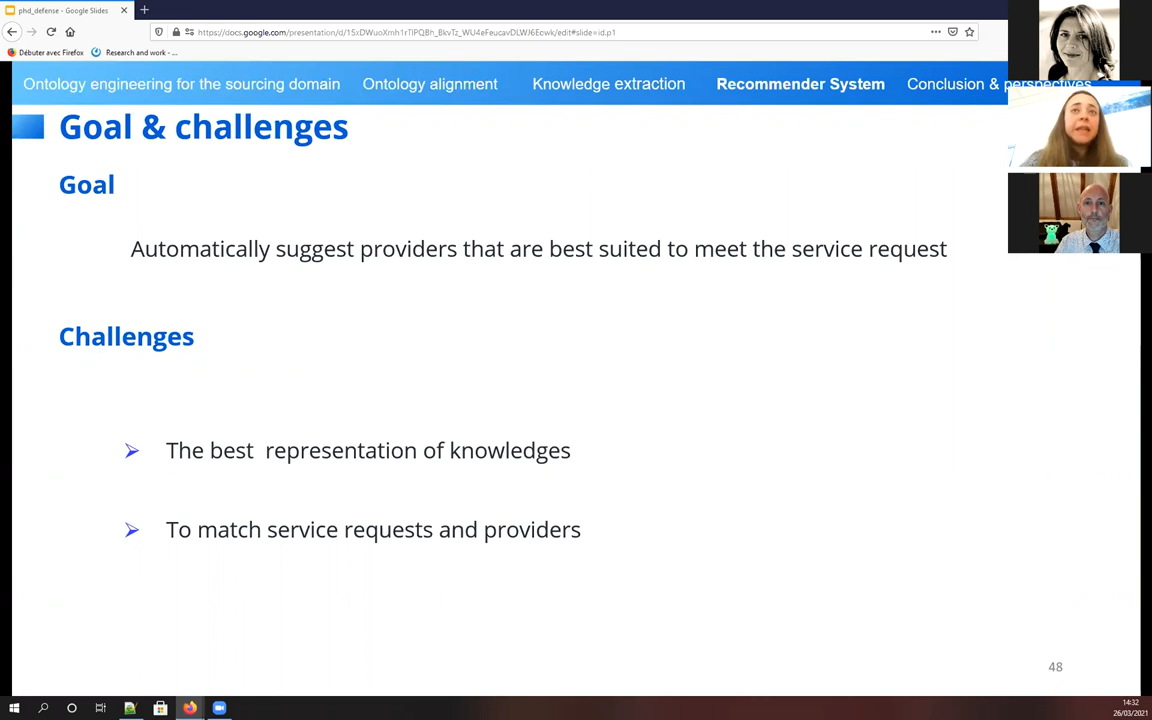 phd_defense - Google Slides
https://docs.google.com/presentation/d/15xDWuoXmh1rTlPQBh_BkvTz_WU4eFeucavDLWJ6Eowk/edit#slide=id.p1
Débuter avec Firefox Research and work - ...
Ontology engineering for the sourcing domain Ontology alignment Knowledge extraction Recommender System Conclusion & perspectives
Goal & challenges
Goal
Automatically suggest providers that are best suited to meet the service request
Challenges
The best representation of knowledges
To match service requests and providers
48
14:32
26/03/2021